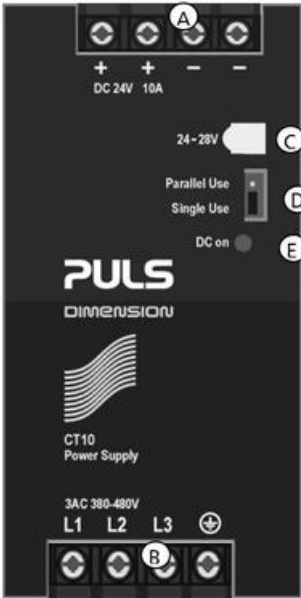 A
+ + − −
DC 24V 10A
24-28V C
Parallel Use
Single Use D
DC on E
PULS
DIMENSION
CT10
Power Supply
3AC 380-480V
L1 L2 L3
B